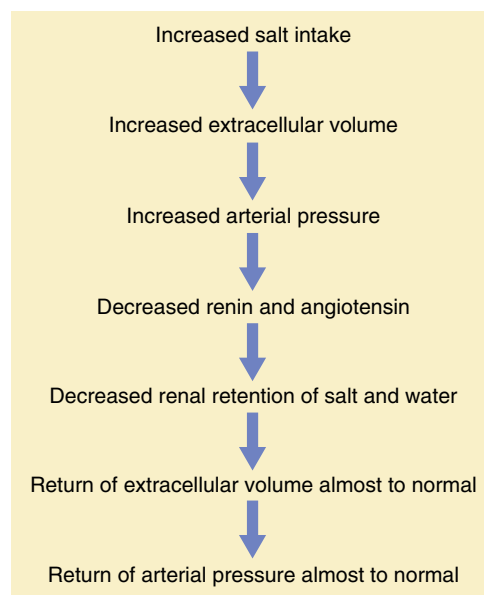 Increased salt intake
Increased extracellular volume
Increased arterial pressure
Decreased renin and angiotensin
Decreased renal retention of salt and water
Return of extracellular volume almost to normal
Return of arterial pressure almost to normal